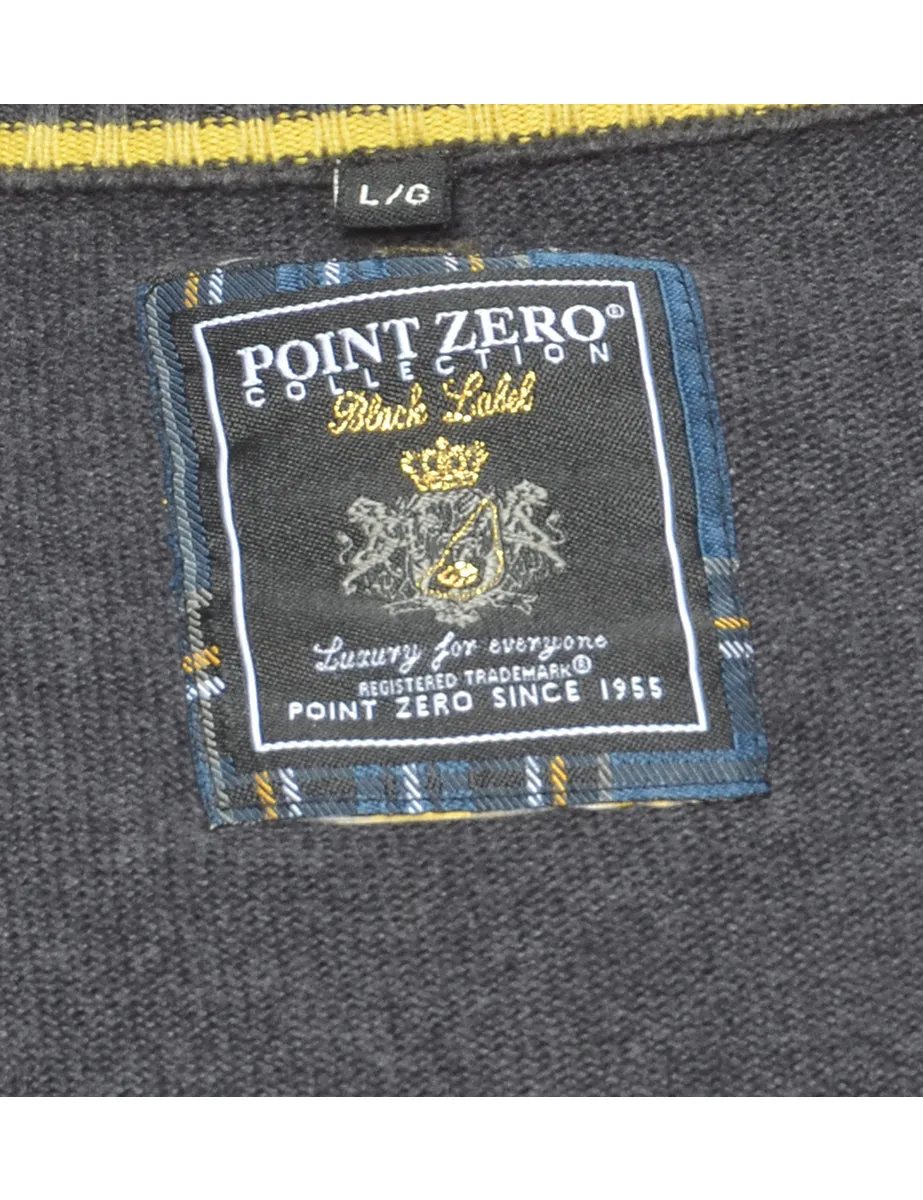 L/G
POINT ZERO®
COLLECTION
Black Label
Luxury for everyone
REGISTERED TRADEMARK®
POINT ZERO SINCE 1955